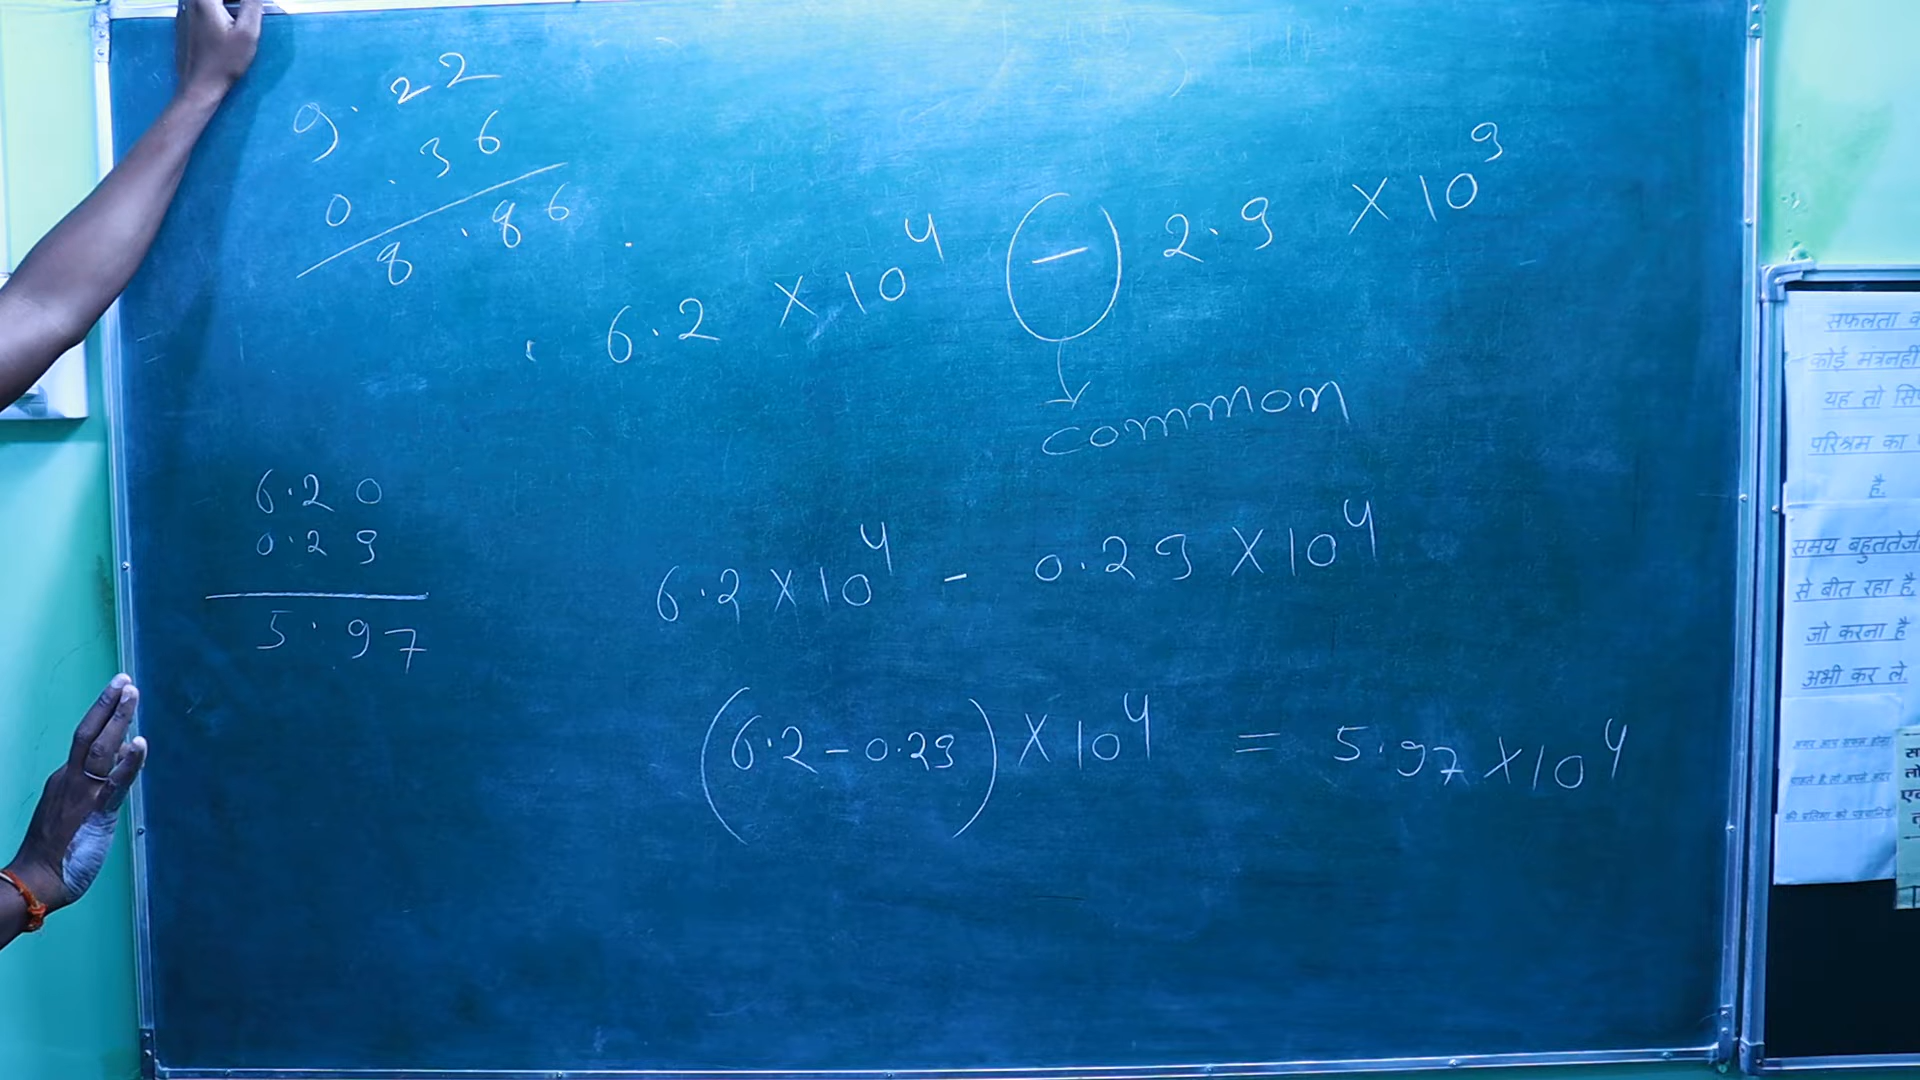 9.22
0.36
8.86
6.2 × 10⁴ − 2.9 × 10³
common
6.20
0.29
5.97
6.2 × 10⁴ - 0.29 × 10⁴
(6.2 - 0.29) × 10⁴ = 5.97 × 10⁴
सफलता क
कोई मंत्र नहीं
यह तो सि
परिश्रम का
है.
समय बहुत तेजी
से बीत रहा है,
जो करना है
अभी कर ले.